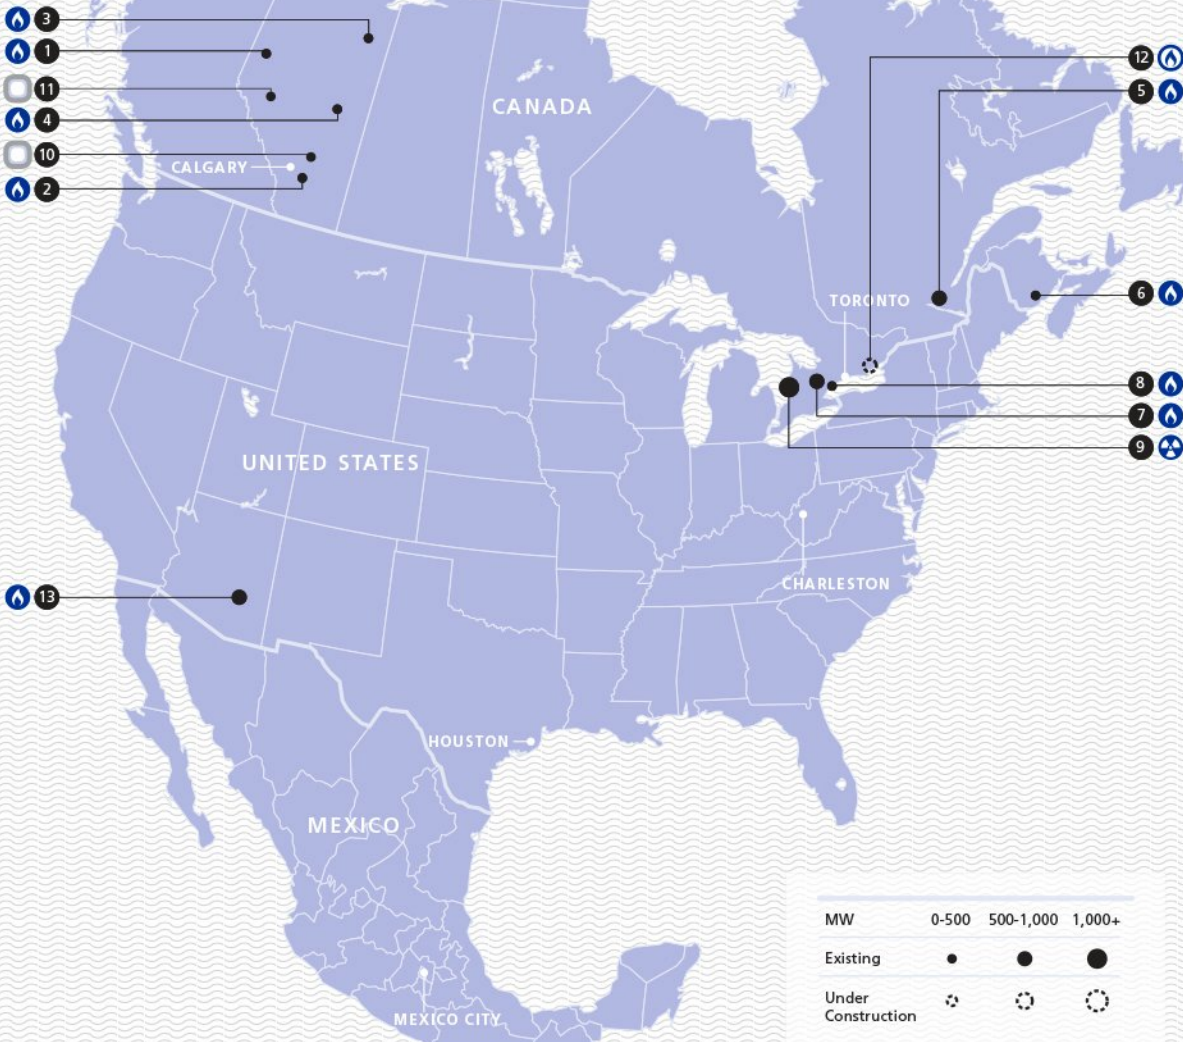 3
1
11
4
10
2
CALGARY
CANADA
12
5
TORONTO
6
8
7
9
UNITED STATES
CHARLESTON
13
HOUSTON
MEXICO
MEXICO CITY
MW 0-500 500-1,000 1,000+
Existing
Under
Construction